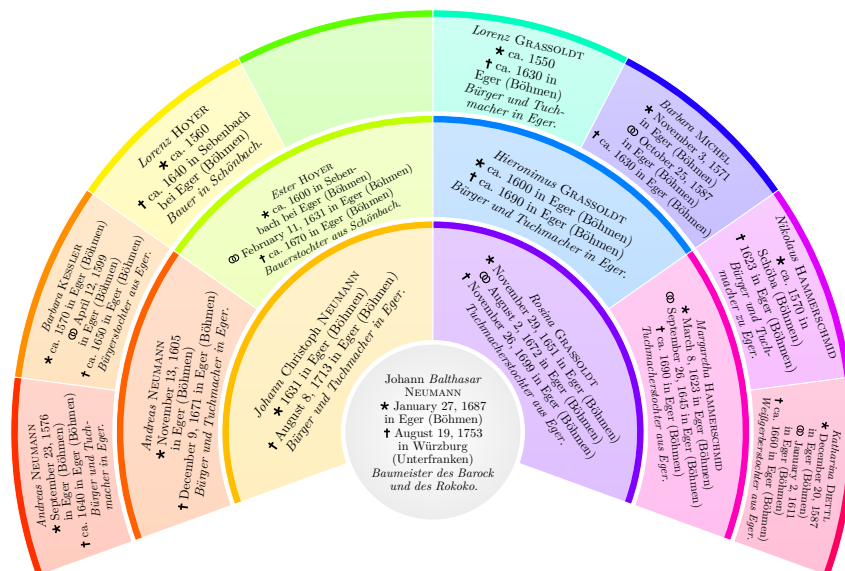 Lorenz GRASSOLDT
* ca. 1550
† ca. 1630 in
Eger (Böhmen)
Bürger und Tuch-
macher in Eger.
Barbara MICHEL
* November 3, 1571
in Eger (Böhmen)
⚭ October 25, 1587
in Eger (Böhmen)
† ca. 1630 in Eger (Böhmen)
Lorenz HOYER
* ca. 1560
† ca. 1640 in Sebenbach
bei Eger (Böhmen)
Bauer in Schönbach.
Ester HOYER
* ca. 1600 in Seben-
bach bei Eger (Böhmen)
⚭ February 11, 1631 in Eger (Böhmen)
† ca. 1670 in Eger (Böhmen)
Bauerstochter aus Schönbach.
Hieronimus GRASSOLDT
* ca. 1600 in Eger (Böhmen)
† ca. 1690 in Eger (Böhmen)
Bürger und Tuchmacher in Eger.
Barbara KESSLER
* ca. 1570 in Eger (Böhmen)
⚭ April 12, 1599
in Eger (Böhmen)
† ca. 1650 in Eger (Böhmen)
Bürgerstochter aus Eger.
Nikolaus HAMMERSCHMID
* ca. 1570 in
Schöba (Böhmen)
† 1623 in Eger (Böhmen)
Bürger und Tuch-
macher zu Eger.
Andreas NEUMANN
* September 23, 1576
in Eger (Böhmen)
† ca. 1640 in Eger (Böhmen)
Bürger und Tuch-
macher in Eger.
Andreas NEUMANN
* November 13, 1605
in Eger (Böhmen)
† December 9, 1671 in Eger (Böhmen)
Bürger und Tuchmacher in Eger.
Johann Christoph NEUMANN
* 1631 in Eger (Böhmen)
† August 8, 1713 in Eger (Böhmen)
Bürger und Tuchmacher in Eger.
Rosina GRASSOLDT
* November 29, 1651 in Eger (Böhmen)
⚭ August 2, 1672 in Eger (Böhmen)
† November 26, 1699 in Eger (Böhmen)
Tuchmacherstochter aus Eger.
Margaretha HAMMERSCHMID
* March 8, 1623 in Eger (Böhmen)
⚭ September 26, 1645 in Eger (Böhmen)
† ca. 1690 in Eger (Böhmen)
Tuchmacherstochter aus Eger.
Katharina DIETTL
* December 20, 1587
in Eger (Böhmen)
⚭ January 2, 1611
in Eger (Böhmen)
† ca. 1660 in Eger (Böhmen)
Weißgerberstochter aus Eger.
Johann Balthasar
NEUMANN
* January 27, 1687
in Eger (Böhmen)
† August 19, 1753
in Würzburg
(Unterfranken)
Baumeister des Barock
und des Rokoko.